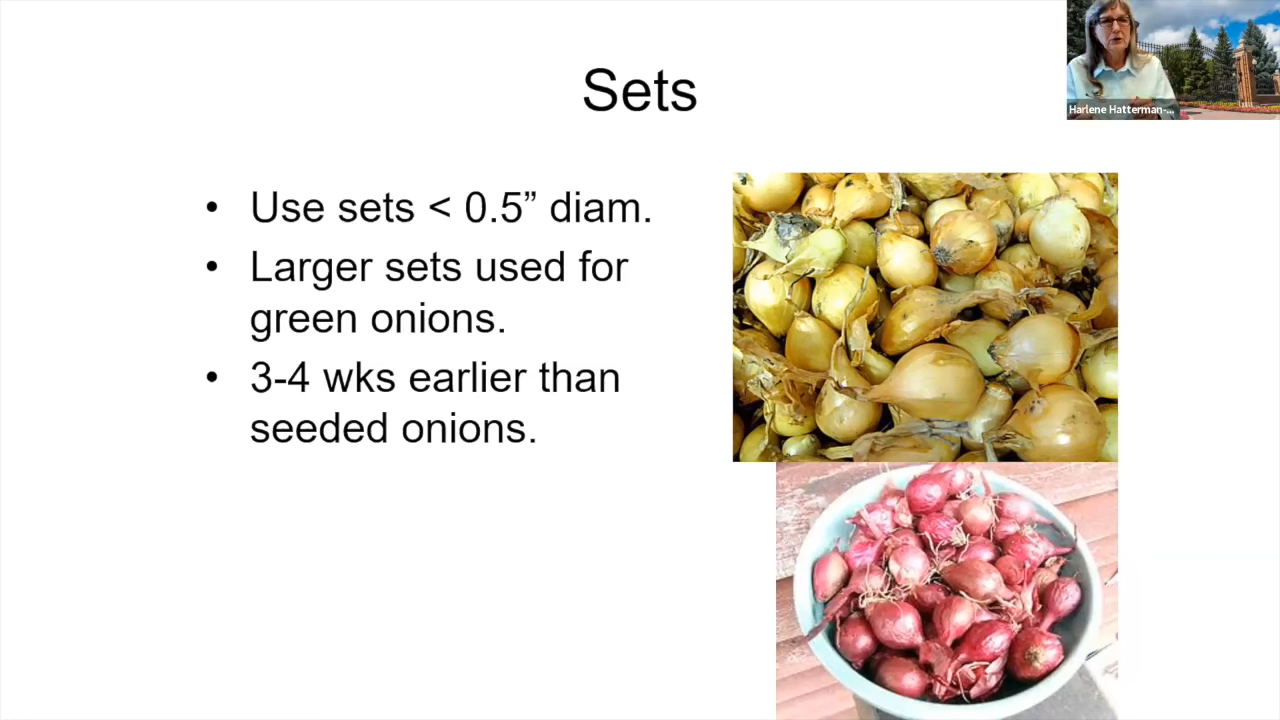 Sets
Harlene Hatterman-...
• Use sets < 0.5” diam.
• Larger sets used for
green onions.
• 3-4 wks earlier than
seeded onions.